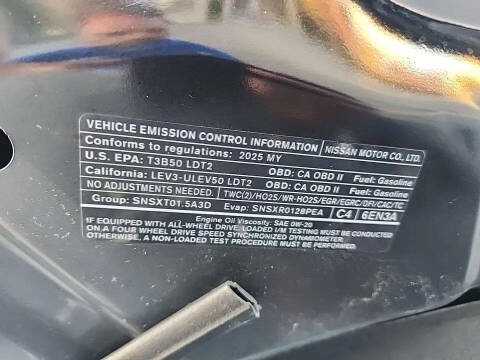 VEHICLE EMISSION CONTROL INFORMATION NISSAN MOTOR CO., LTD.
Conforms to regulations: 2025 MY
U.S. EPA: T3B50 LDT2 OBD: CA OBD II Fuel: Gasoline
California: LEV3-ULEV50 LDT2 OBD: CA OBD II Fuel: Gasoline
NO ADJUSTMENTS NEEDED. TWC(2)/HO2S/WR-HO2S/EGR/EGRC/DFI/CAC/TC
Group: SNSXT01.5A3D Evap: SNSXR0128PEA C4 6EN3A
Engine Oil Viscosity: SAE 0W-20
IF EQUIPPED WITH ALL-WHEEL DRIVE, LOADED I/M TESTING MUST BE CONDUCTED
ON A FOUR WHEEL DRIVE SPEED SYNCHRONIZED DYNAMOMETER.
OTHERWISE, A NON-LOADED TEST PROCEDURE MUST BE PERFORMED.